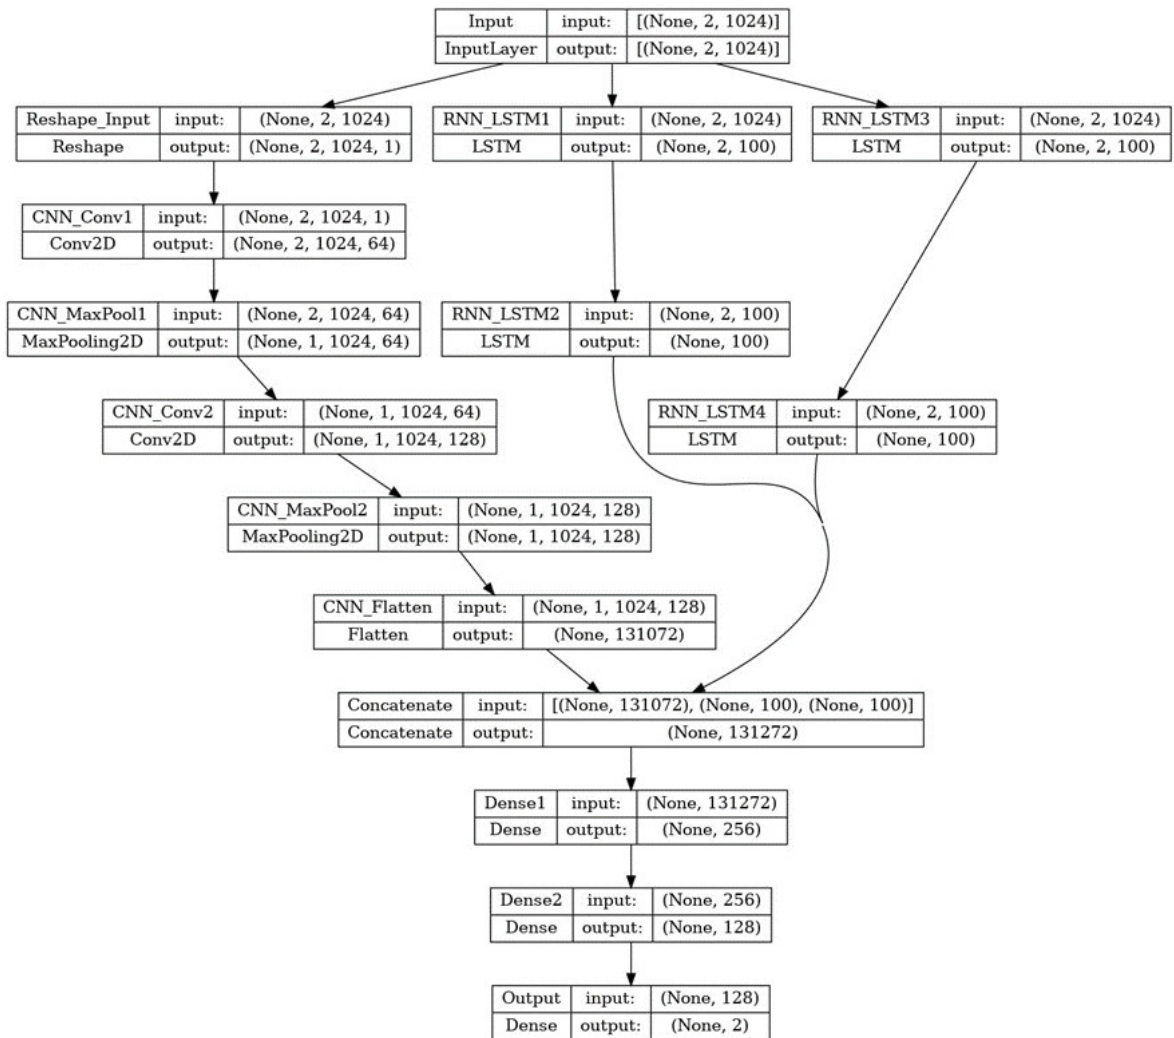 Input input: [(None, 2, 1024)]
InputLayer output: [(None, 2, 1024)]
Reshape_Input input: (None, 2, 1024)
Reshape output: (None, 2, 1024, 1)
RNN_LSTM1 input: (None, 2, 1024)
LSTM output: (None, 2, 100)
RNN_LSTM3 input: (None, 2, 1024)
LSTM output: (None, 2, 100)
CNN_Conv1 input: (None, 2, 1024, 1)
Conv2D output: (None, 2, 1024, 64)
CNN_MaxPool1 input: (None, 2, 1024, 64)
MaxPooling2D output: (None, 1, 1024, 64)
RNN_LSTM2 input: (None, 2, 100)
LSTM output: (None, 100)
CNN_Conv2 input: (None, 1, 1024, 64)
Conv2D output: (None, 1, 1024, 128)
RNN_LSTM4 input: (None, 2, 100)
LSTM output: (None, 100)
CNN_MaxPool2 input: (None, 1, 1024, 128)
MaxPooling2D output: (None, 1, 1024, 128)
CNN_Flatten input: (None, 1, 1024, 128)
Flatten output: (None, 131072)
Concatenate input: [(None, 131072), (None, 100), (None, 100)]
Concatenate output: (None, 131272)
Dense1 input: (None, 131272)
Dense output: (None, 256)
Dense2 input: (None, 256)
Dense output: (None, 128)
Output input: (None, 128)
Dense output: (None, 2)